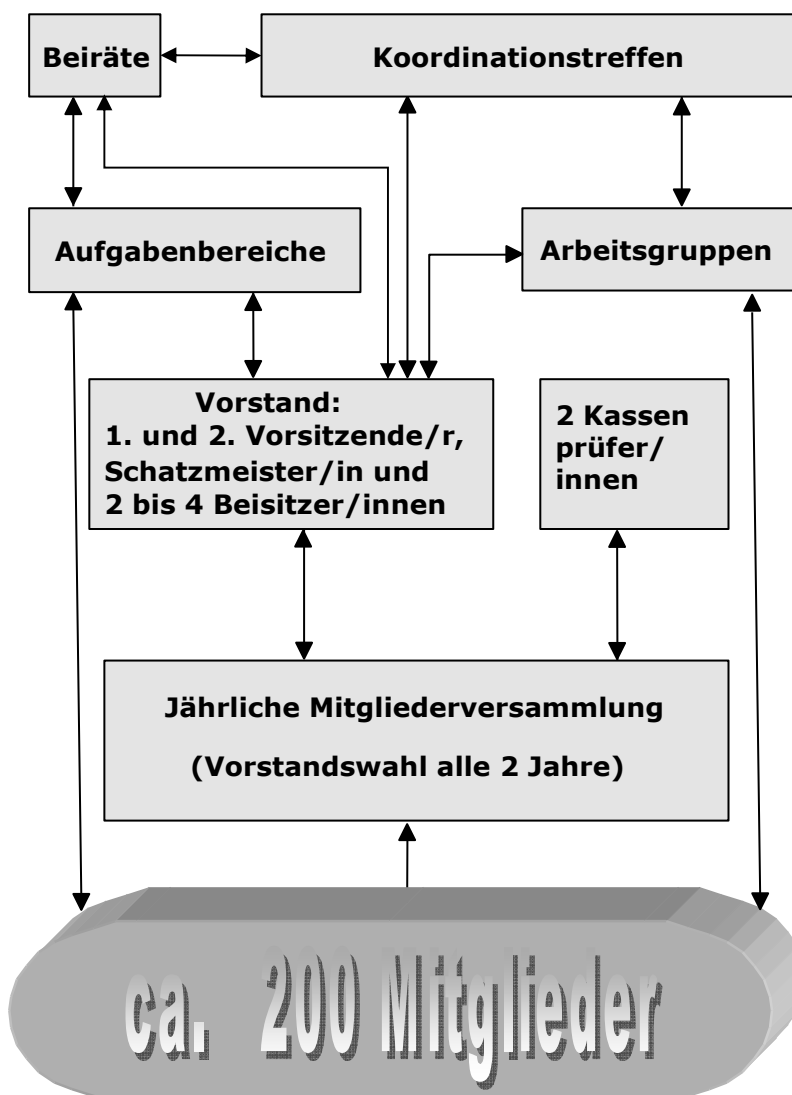 Beiräte
Koordinationstreffen
Aufgabenbereiche
Arbeitsgruppen
Vorstand:
1. und 2. Vorsitzende/r,
Schatzmeister/in und
2 bis 4 Beisitzer/innen
2 Kassen
prüfer/
innen
Jährliche Mitgliederversammlung
(Vorstandswahl alle 2 Jahre)
ca. 200 Mitglieder